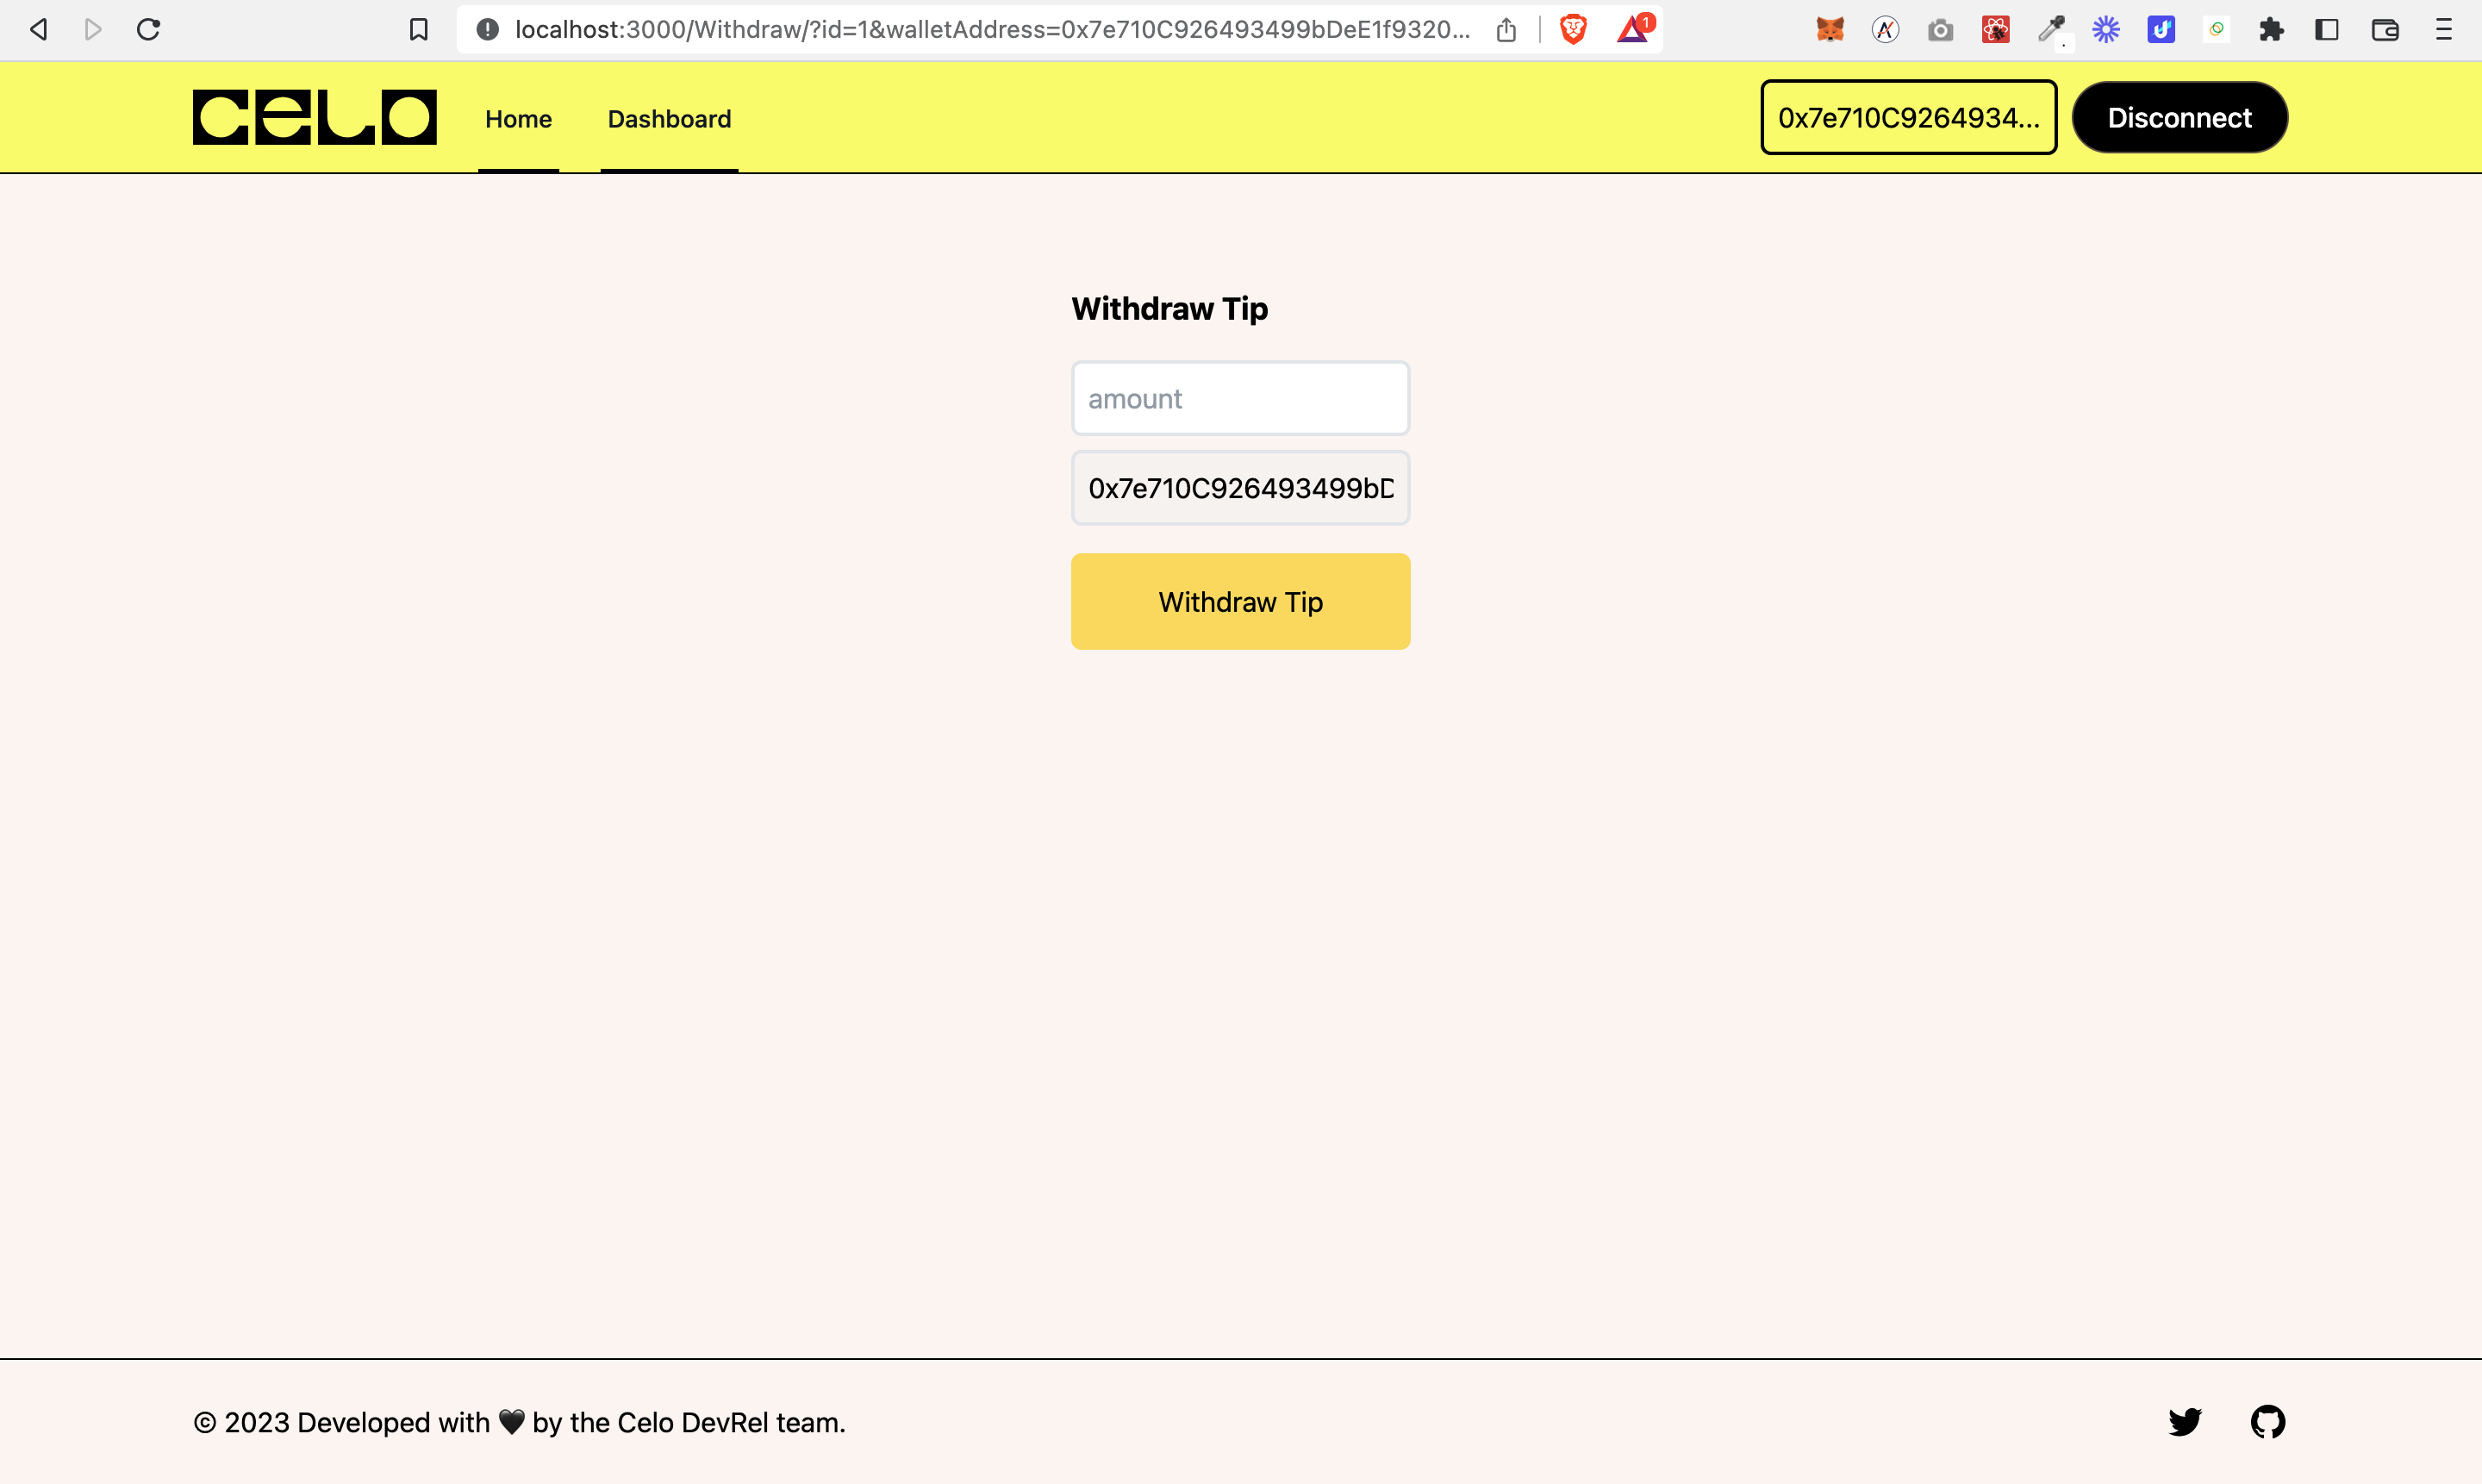 localhost:3000/Withdraw/?id=1&walletAddress=0x7e710C926493499bDeE1f9320...
1
CELO
Home
Dashboard
0x7e710C9264934...
Disconnect
Withdraw Tip
amount
0x7e710C926493499bD
Withdraw Tip
© 2023 Developed with 🖤 by the Celo DevRel team.